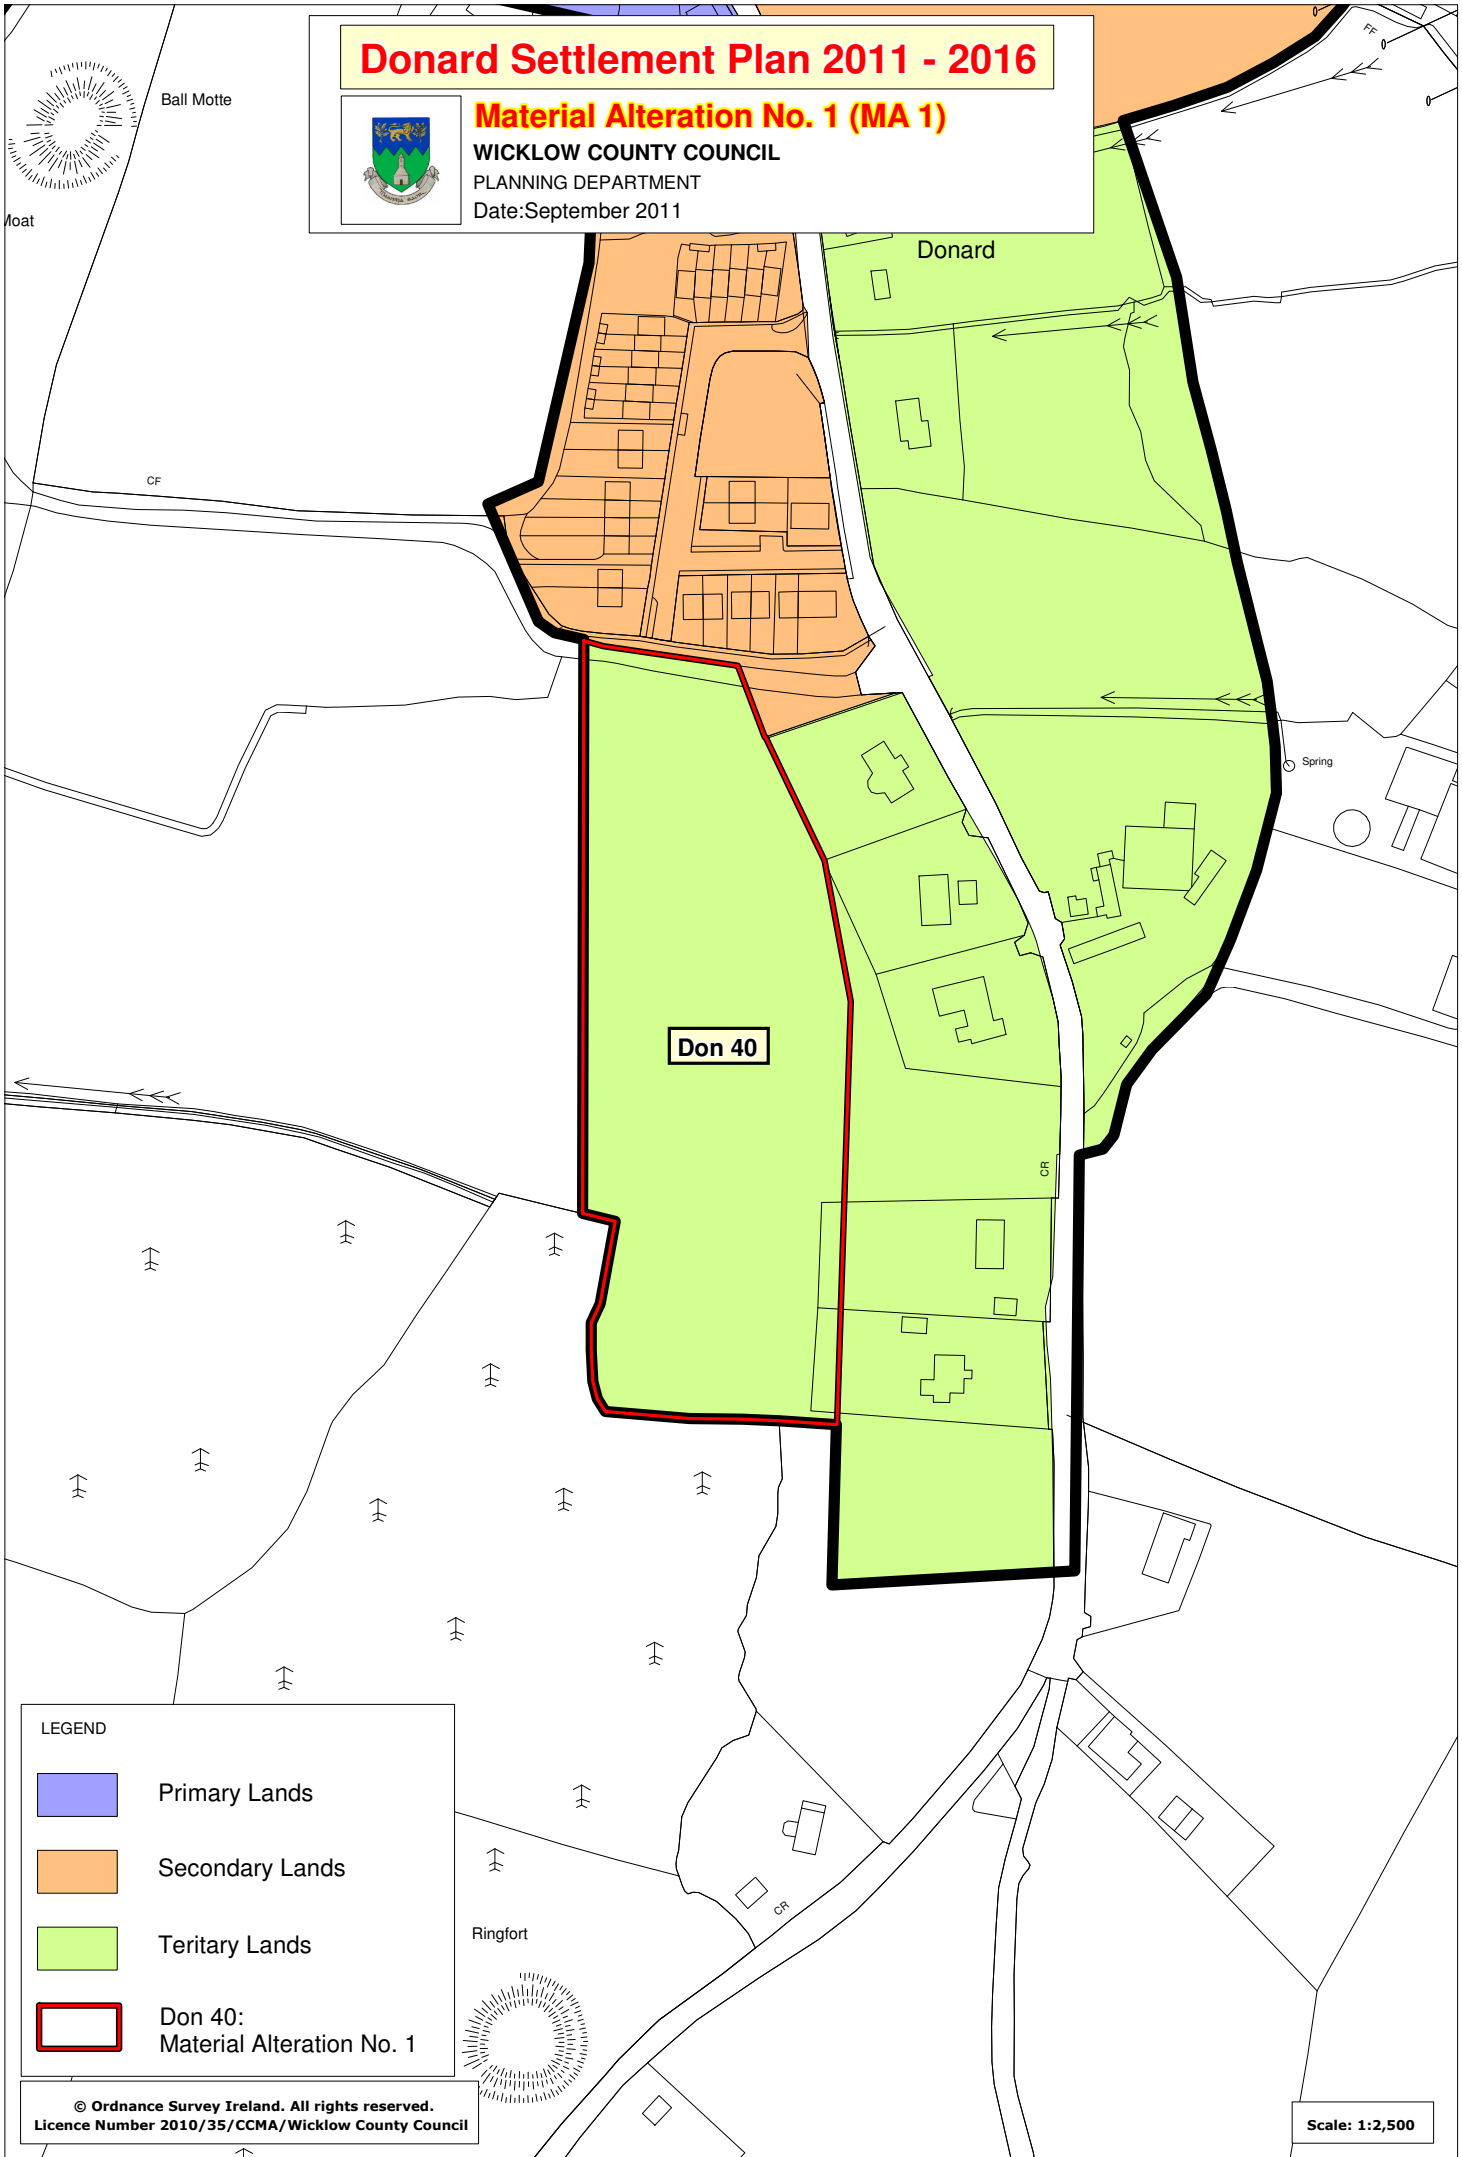 Donard Settlement Plan 2011 - 2016
Material Alteration No. 1 (MA 1)
WICKLOW COUNTY COUNCIL
PLANNING DEPARTMENT
Date:September 2011
FF
Ball Motte
Moat
Donard
CF
Spring
Don 40
CR
LEGEND
Primary Lands
Secondary Lands
Teritary Lands
Don 40:
Material Alteration No. 1
CR
Ringfort
© Ordnance Survey Ireland. All rights reserved.
Licence Number 2010/35/CCMA/Wicklow County Council
Scale: 1:2,500